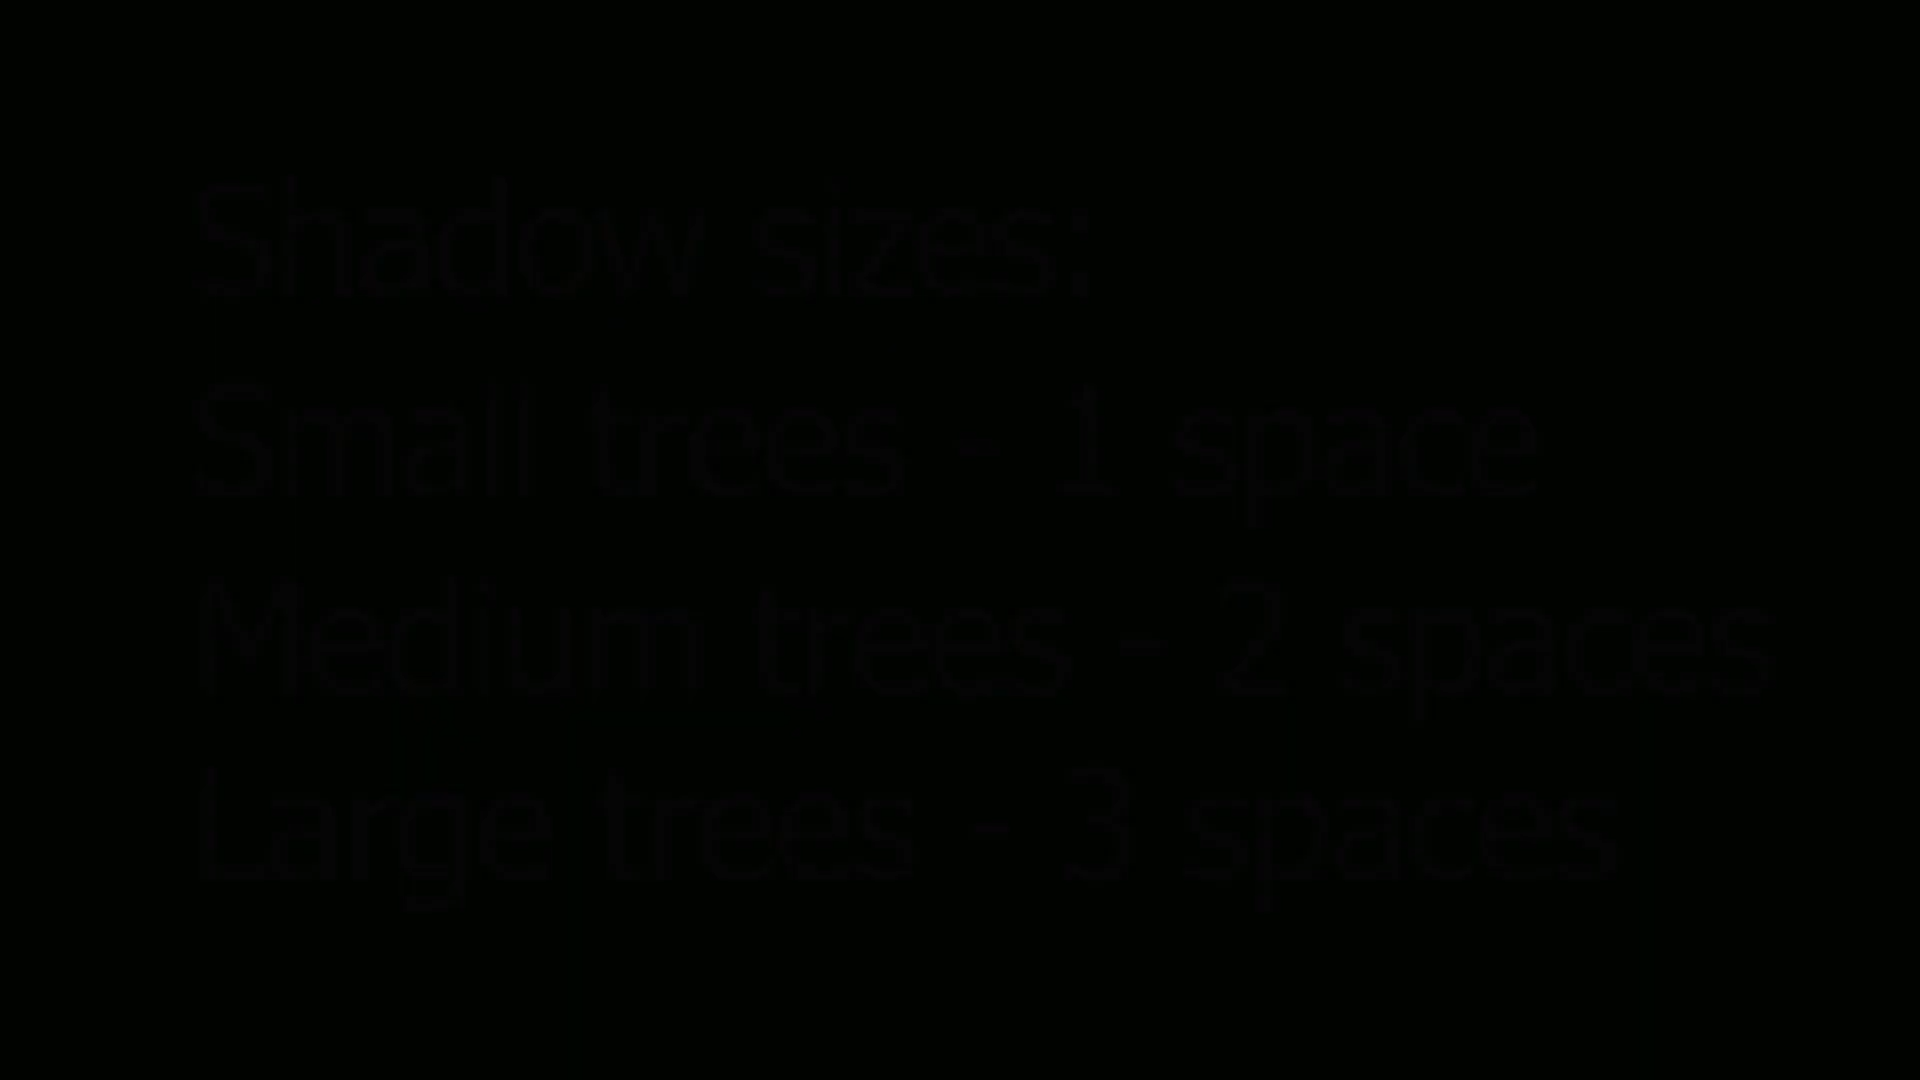 Shadow sizes:
Small trees - 1 space
Medium trees - 2 spaces
Large trees - 3 spaces